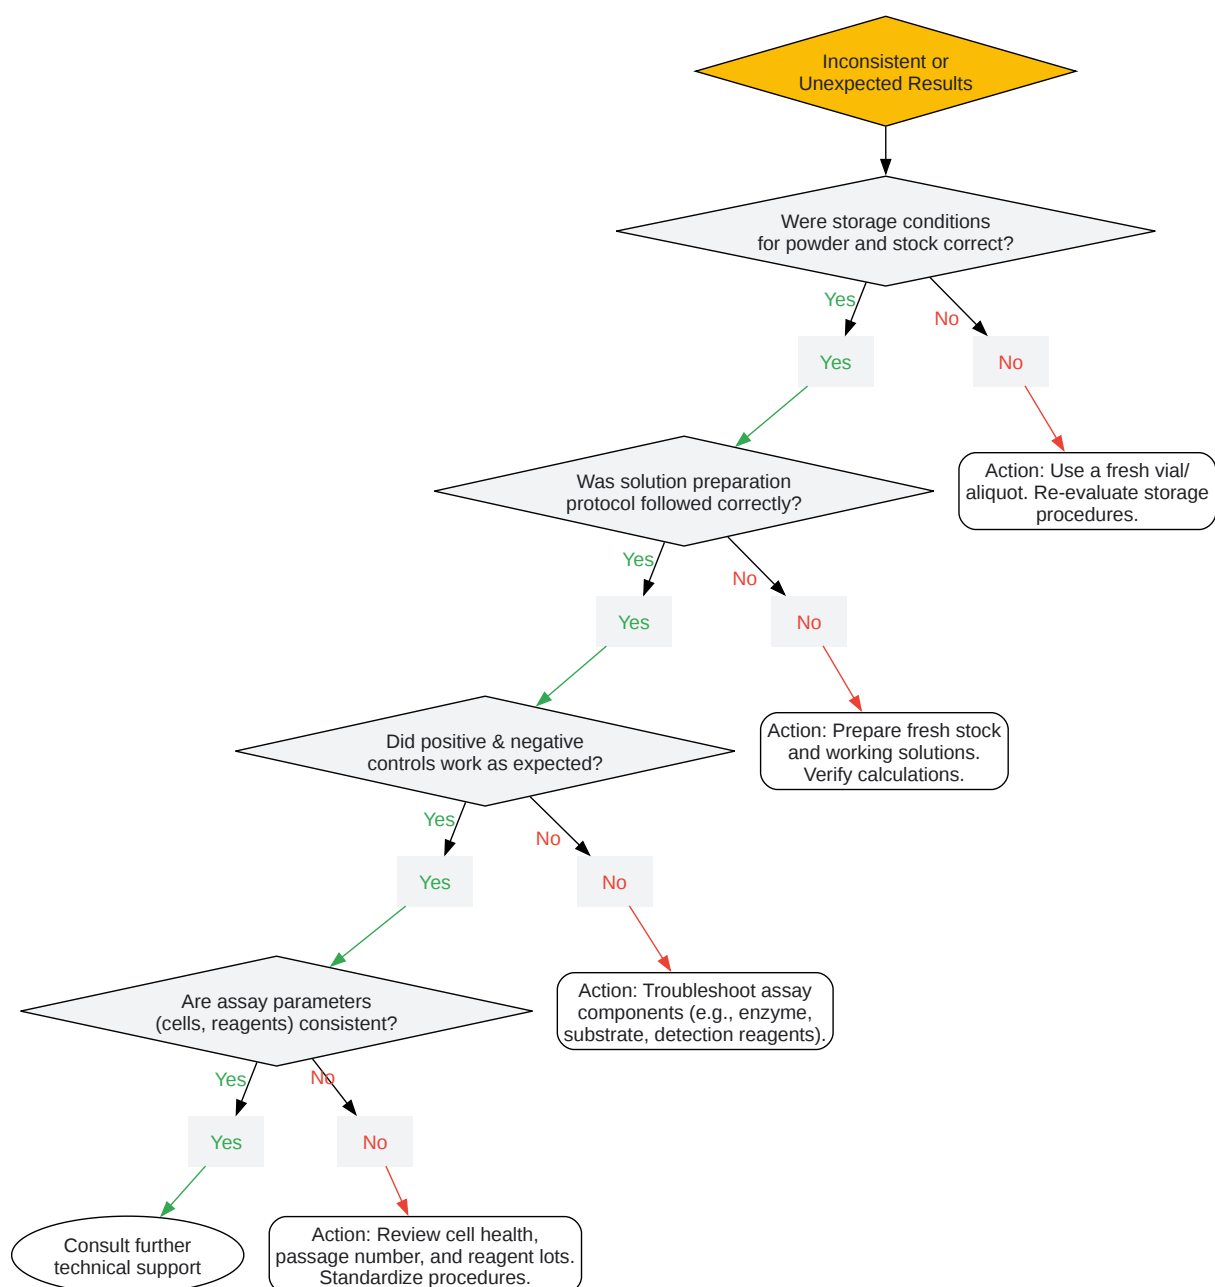 Inconsistent or
Unexpected Results
Were storage conditions
for powder and stock correct?
Yes
No
Yes
No
Was solution preparation
protocol followed correctly?
Action: Use a fresh vial/
aliquot. Re-evaluate storage
procedures.
Yes
No
Yes
No
Did positive & negative
controls work as expected?
Action: Prepare fresh stock
and working solutions.
Verify calculations.
Yes
No
Yes
No
Are assay parameters
(cells, reagents) consistent?
Action: Troubleshoot assay
components (e.g., enzyme,
substrate, detection reagents).
Yes
No
Yes
No
Consult further
technical support
Action: Review cell health,
passage number, and reagent lots.
Standardize procedures.